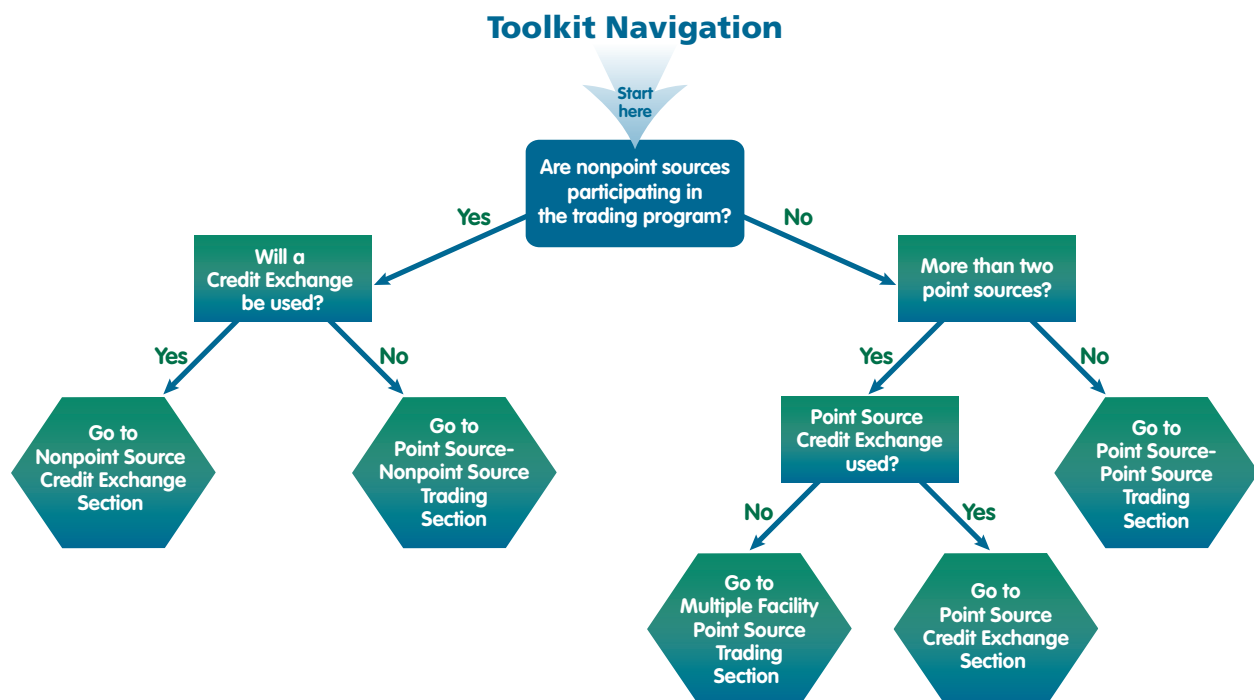 Toolkit Navigation
Start
here
Are nonpoint sources
participating in
the trading program?
Yes
No
Will a
Credit Exchange
be used?
More than two
point sources?
Yes
No
Yes
No
Go to
Nonpoint Source
Credit Exchange
Section
Go to
Point Source-
Nonpoint Source
Trading
Section
Point Source
Credit Exchange
used?
Go to
Point Source-
Point Source
Trading
Section
No
Yes
Go to
Multiple Facility
Point Source
Trading
Section
Go to
Point Source
Credit Exchange
Section